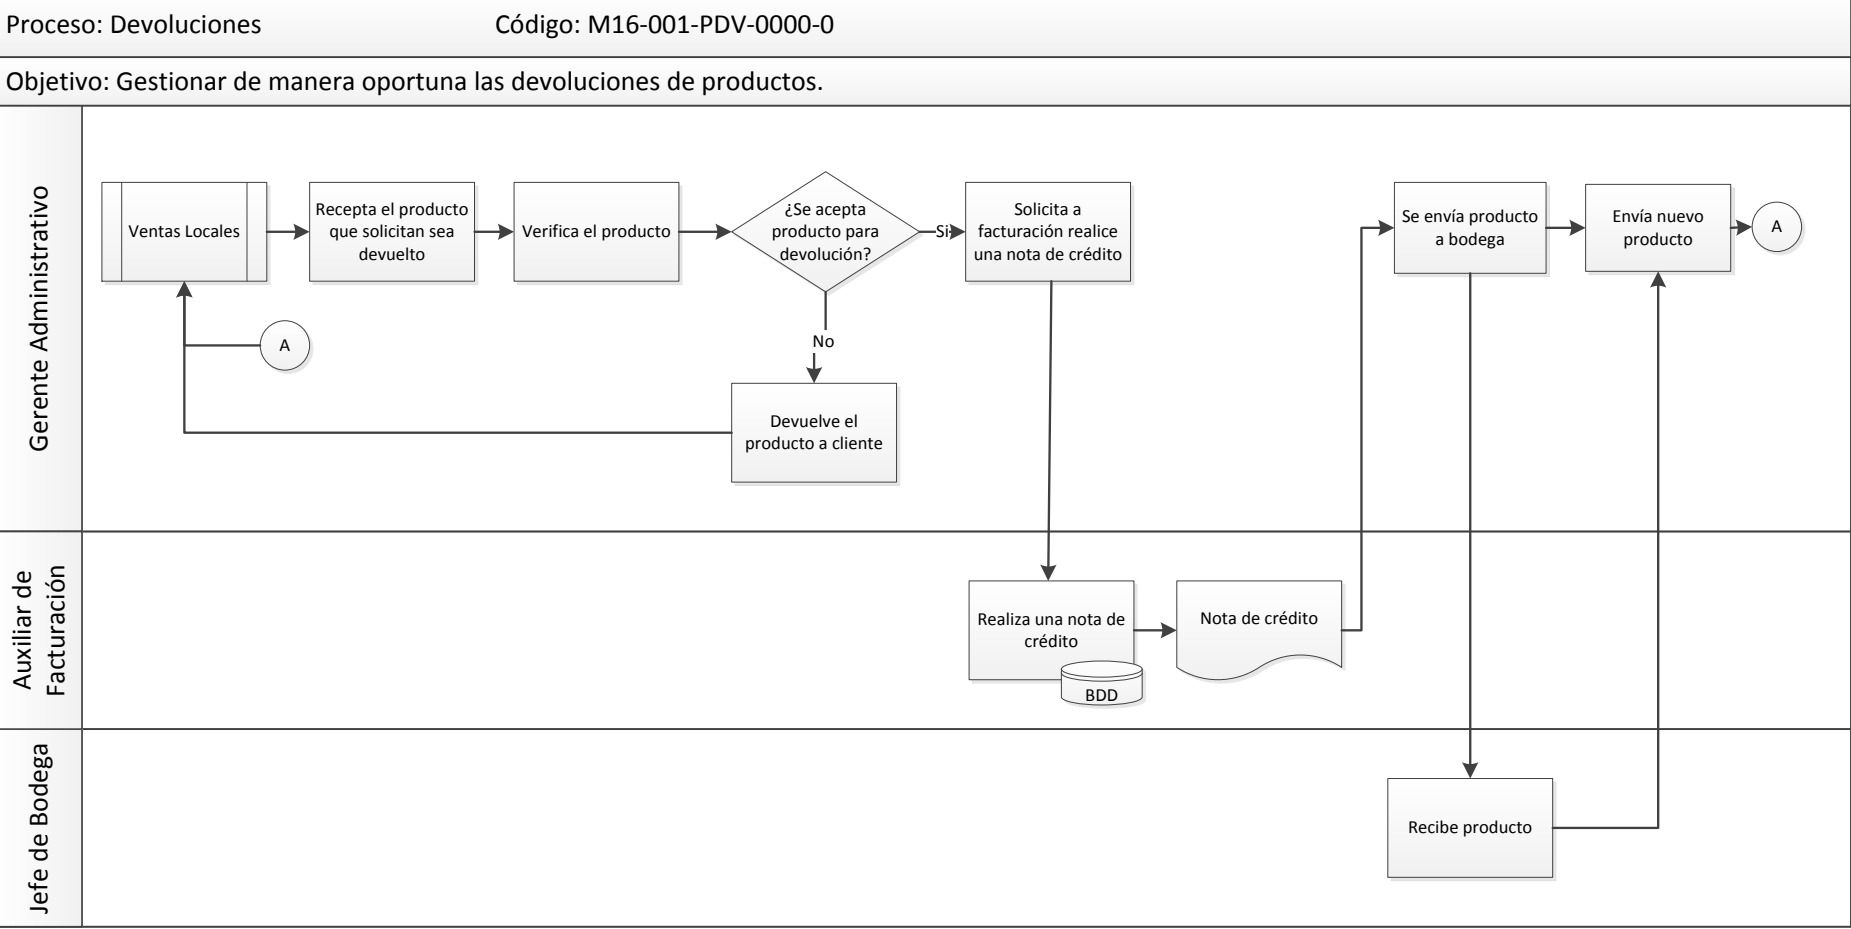 Proceso: Devoluciones Código: M16-001-PDV-0000-0
Objetivo: Gestionar de manera oportuna las devoluciones de productos.
Gerente Administrativo
Ventas Locales
Recepta el producto
que solicitan sea
devuelto
Verifica el producto
¿Se acepta
producto para
devolución?
Si
Solicita a
facturación realice
una nota de crédito
Se envía producto
a bodega
Envía nuevo
producto
A
A
No
Devuelve el
producto a cliente
Auxiliar de
Facturación
Realiza una nota de
crédito
BDD
Nota de crédito
Jefe de Bodega
Recibe producto